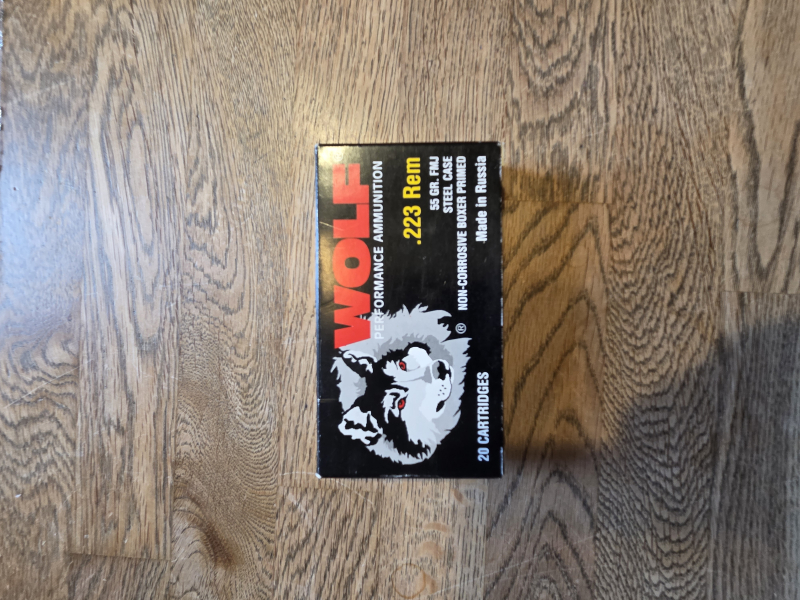 WOLF
PERFORMANCE AMMUNITION
.223 Rem
55 GR. FMJ
STEEL CASE
®
NON-CORROSIVE BOXER PRIMED
20 CARTRIDGES
Made in Russia